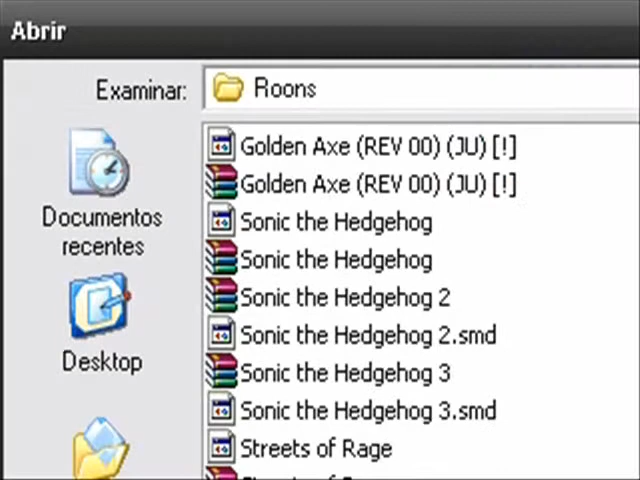 Abrir
Examinar: Roons
Golden Axe (REV 00) (JU) [!]
Golden Axe (REV 00) (JU) [!]
Sonic the Hedgehog
Sonic the Hedgehog
Sonic the Hedgehog 2
Sonic the Hedgehog 2.smd
Sonic the Hedgehog 3
Sonic the Hedgehog 3.smd
Streets of Rage
Documentos
recentes
Desktop